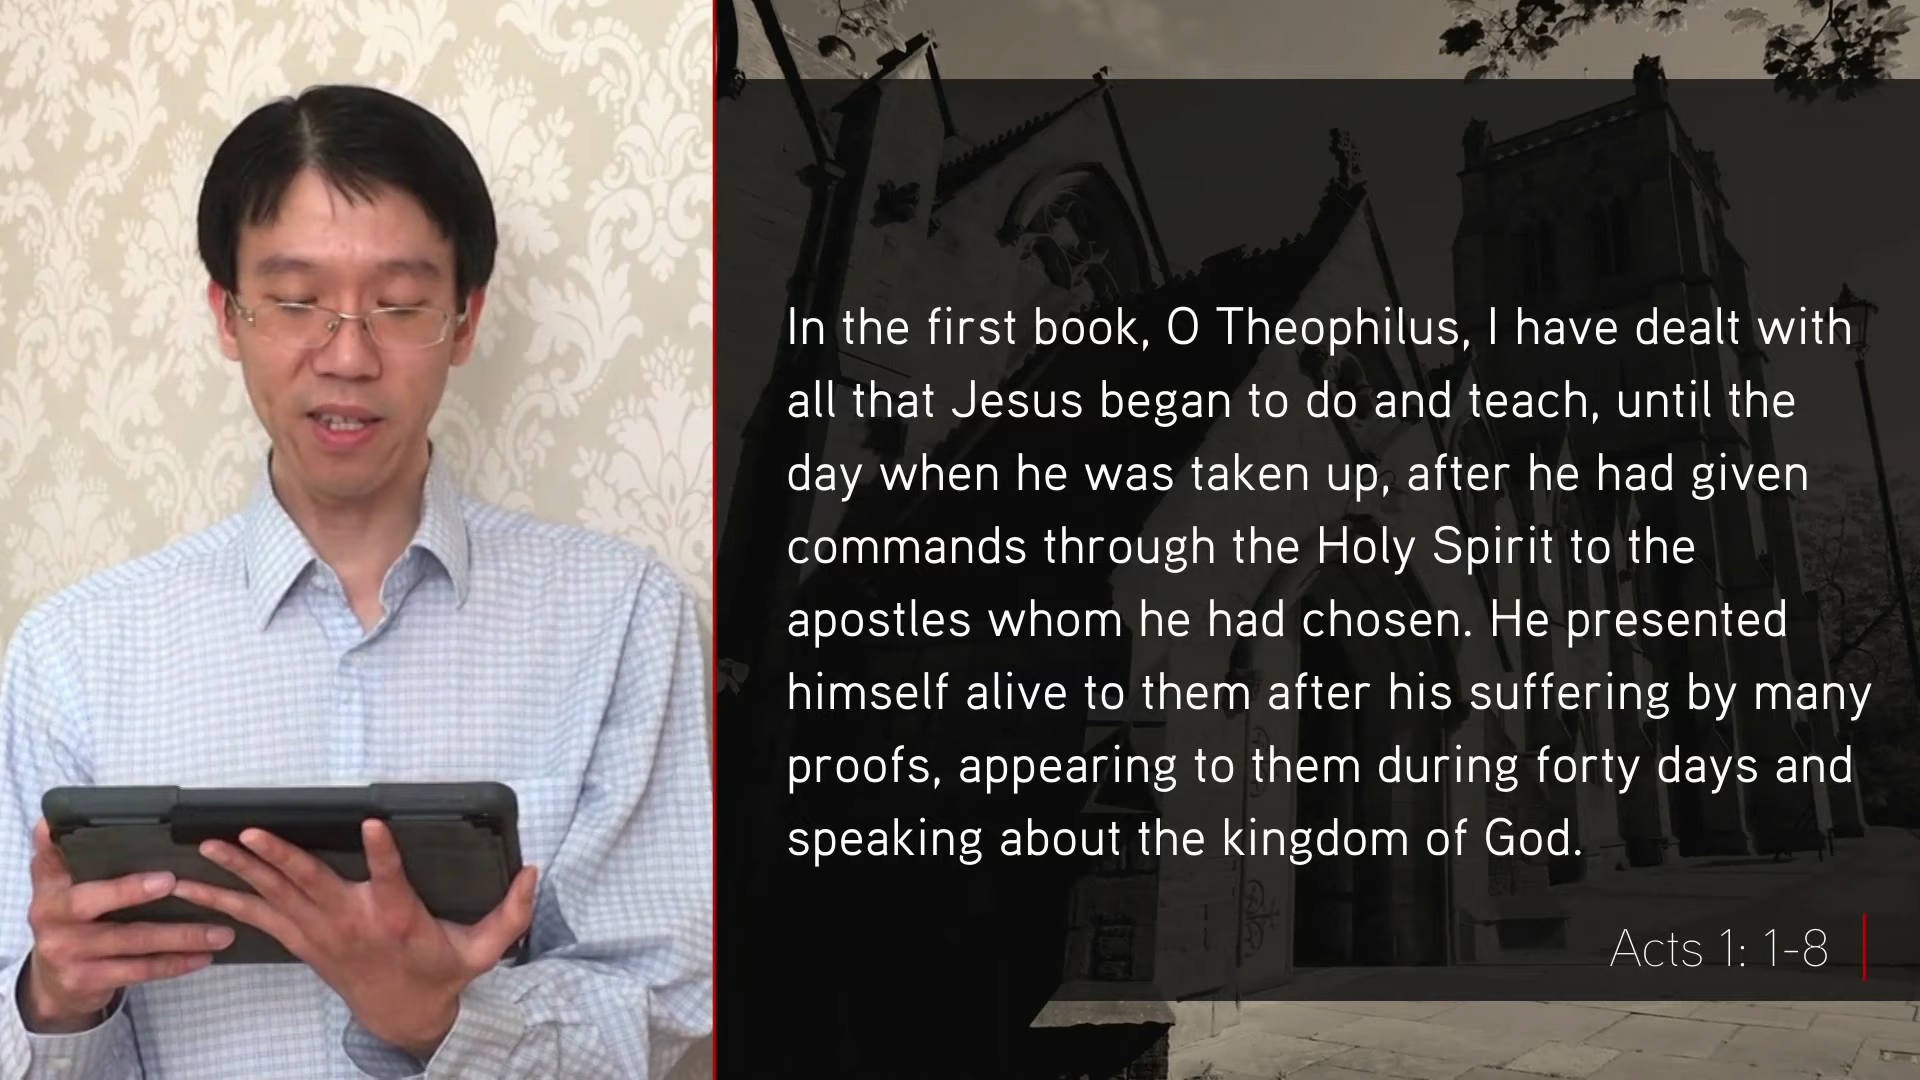 In the first book, O Theophilus, I have dealt with
all that Jesus began to do and teach, until the
day when he was taken up, after he had given
commands through the Holy Spirit to the
apostles whom he had chosen. He presented
himself alive to them after his suffering by many
proofs, appearing to them during forty days and
speaking about the kingdom of God.
Acts 1: 1-8